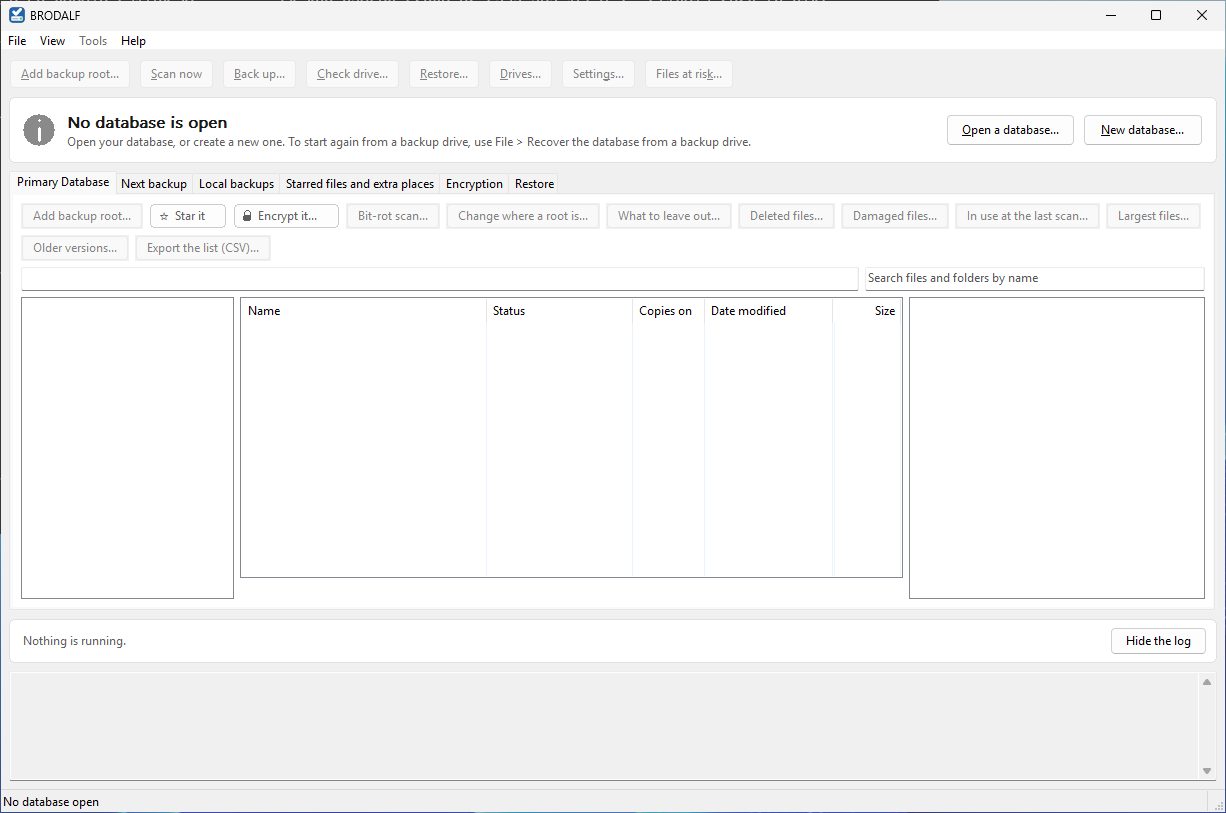 BRODALF
File View Tools Help
Add backup root... Scan now Back up... Check drive... Restore... Drives... Settings... Files at risk...
No database is open
Open your database, or create a new one. To start again from a backup drive, use File > Recover the database from a backup drive.
Open a database... New database...
Primary Database Next backup Local backups Starred files and extra places Encryption Restore
Add backup root... Star it Encrypt it... Bit-rot scan... Change where a root is... What to leave out... Deleted files... Damaged files... In use at the last scan... Largest files...
Older versions... Export the list (CSV)...
Search files and folders by name
Name Status Copies on Date modified Size
Nothing is running. Hide the log
No database open